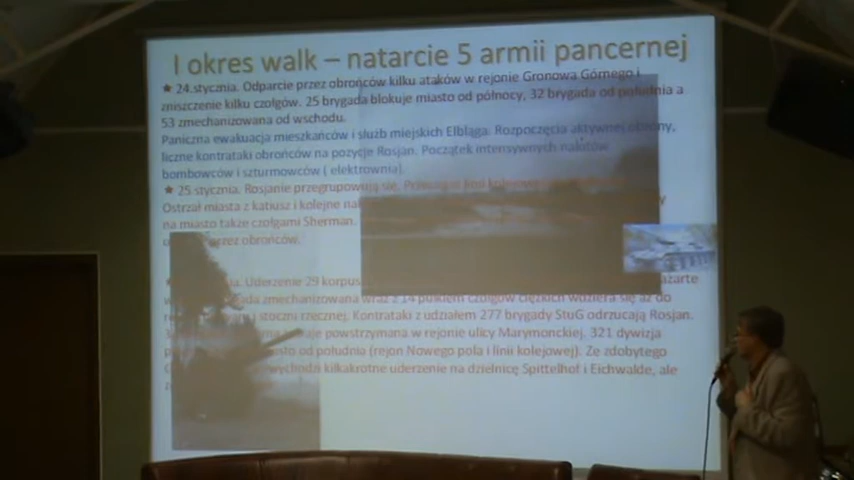 I okres walk – natarcie 5 armii pancernej
★ 24 stycznia. Odparcie przez obrońców kilku ataków w rejonie Gronowa Górnego i
zniszczenie kilku czołgów. 25 brygada blokuje miasto od północy, 32 brygada od południa a
53 zmechanizowana od wschodu.
Paniczna ewakuacja mieszkańców i służb miejskich Elbląga. Rozpoczęcia aktywnej obrony,
liczne kontrataki obrońców na pozycje Rosjan. Początek intensywnych nalotów
bombowców i szturmowców ( elektrownia).
★ 25 stycznia. Rosjanie przegrupowują się.
Ostrzał miasta z katiusz i kolejne
na miasto także czołgami Sherman.
przez obrońców.
Uderzenie 29 korpus
zmechanizowana wraz z 14 pułkiem czołgów ciężkich wdziera się aż do
i stoczni rzecznej. Kontrataki z udziałem 277 brygady StuG odrzucają Rosjan.
powstrzymana w rejonie ulicy Marymonckiej. 321 dywizja
od południa (rejon Nowego pola i linii kolejowej). Ze zdobytego
wychodzi kilkakrotne uderzenie na dzielnicę Spittelhof i Eichwalde, ale